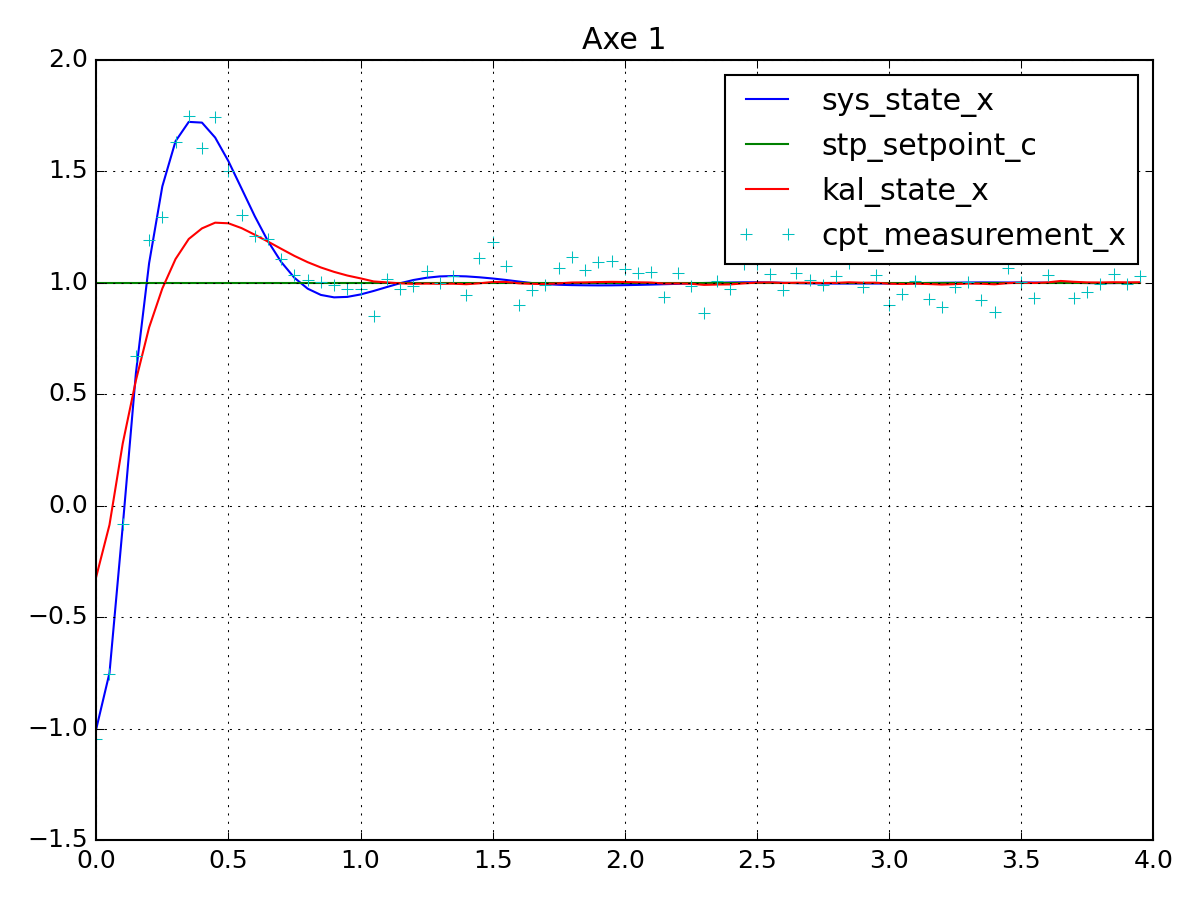 Axe 1
2.0
1.5
1.0
0.5
0.0
−0.5
−1.0
−1.5
0.0 0.5 1.0 1.5 2.0 2.5 3.0 3.5 4.0
sys_state_x
stp_setpoint_c
kal_state_x
cpt_measurement_x